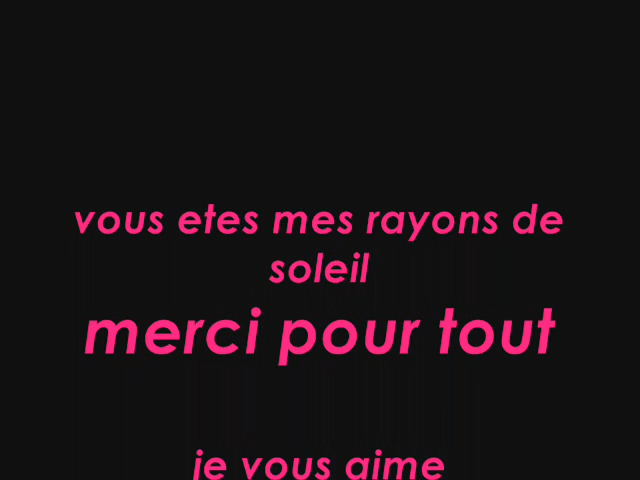 vous etes mes rayons de
soleil
merci pour tout
je vous aime